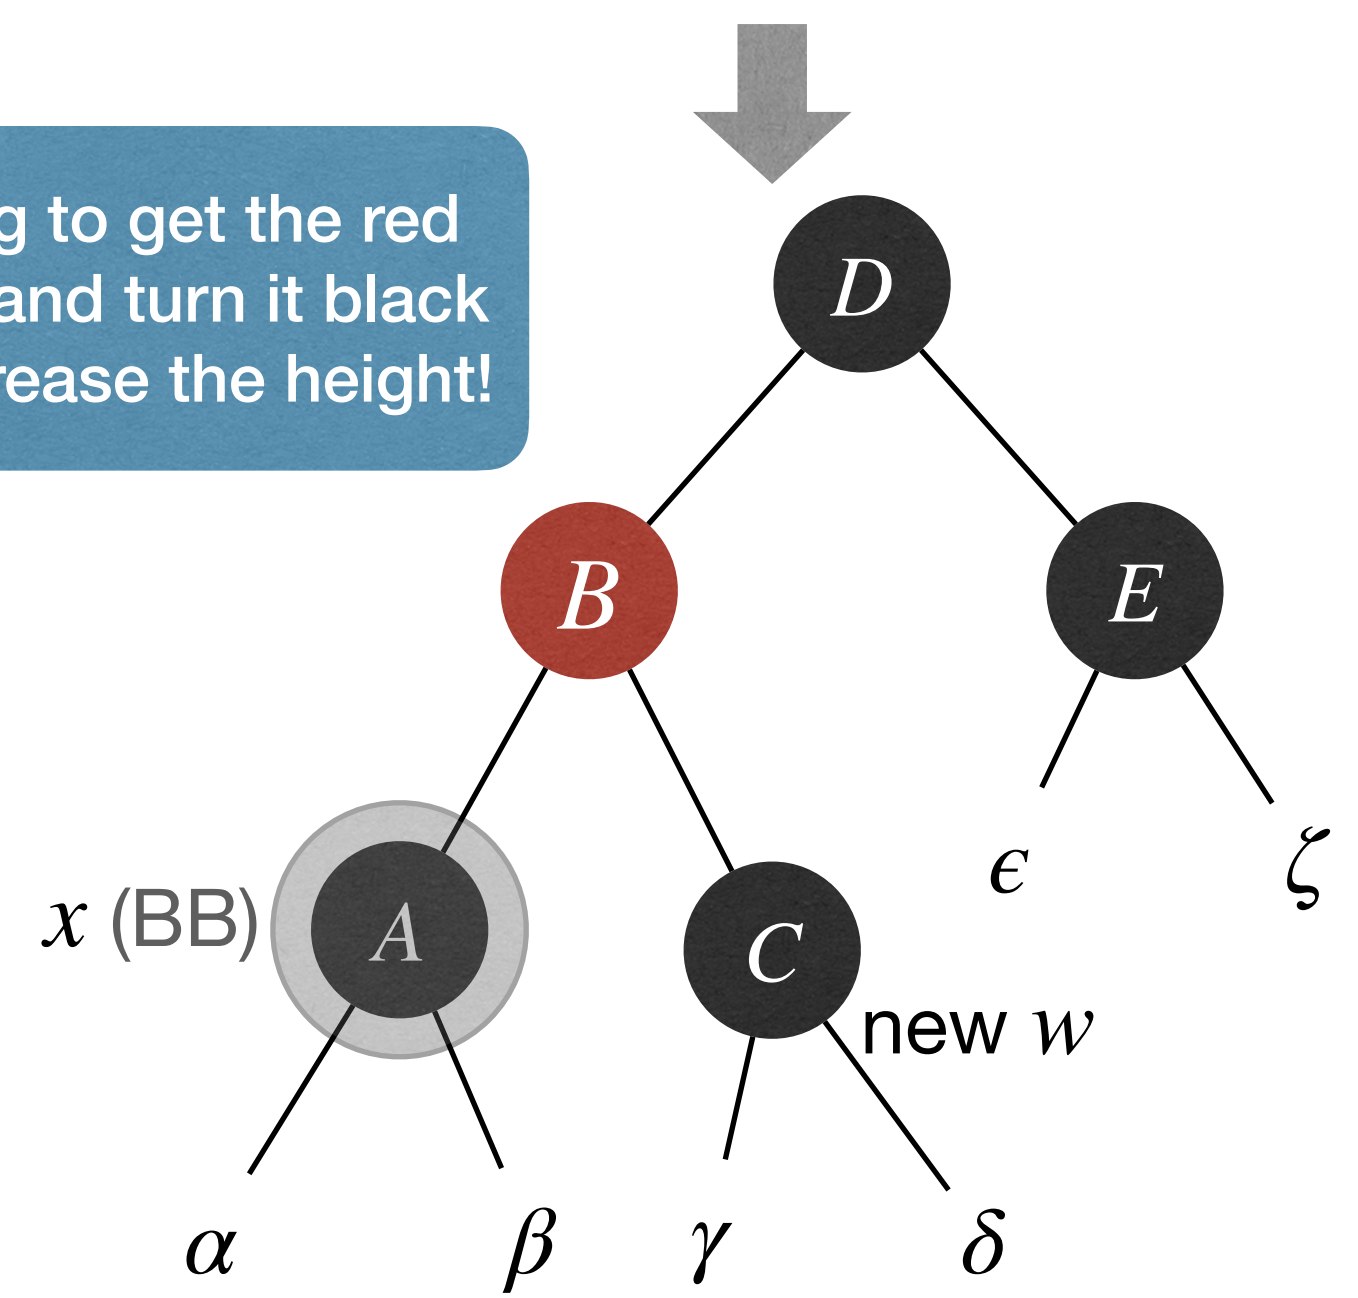 g to get the red
and turn it black
rease the height!
D
B
E
ϵ
ζ
x (BB)
A
C
new w
α
β
γ
δ